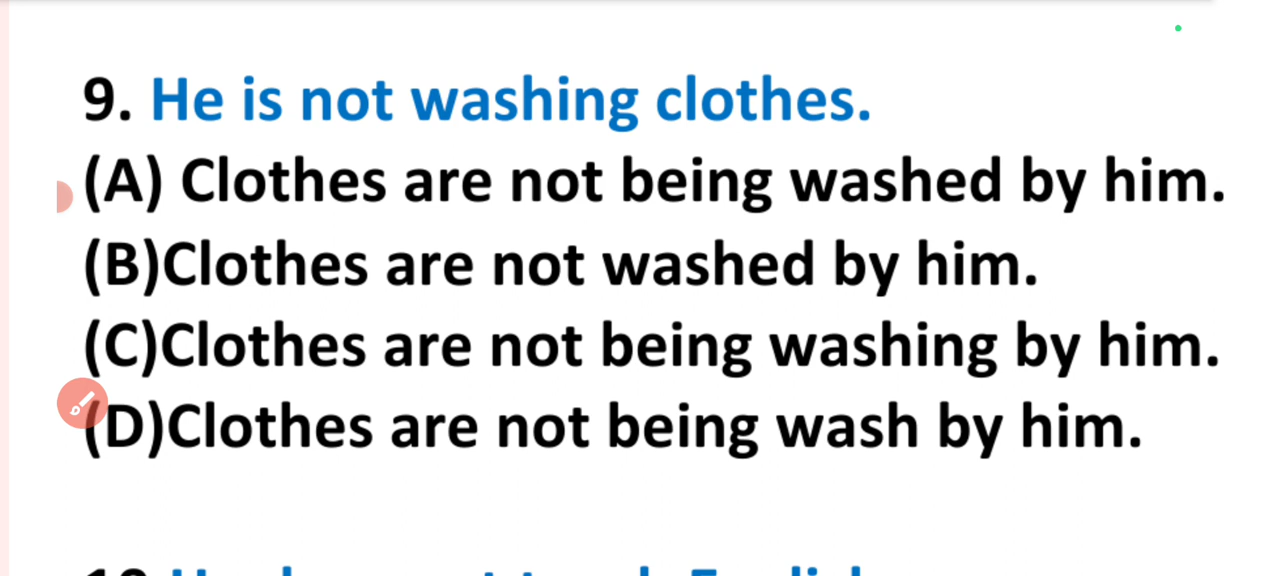 9. He is not washing clothes.
(A) Clothes are not being washed by him.
(B)Clothes are not washed by him.
(C)Clothes are not being washing by him.
(D)Clothes are not being wash by him.